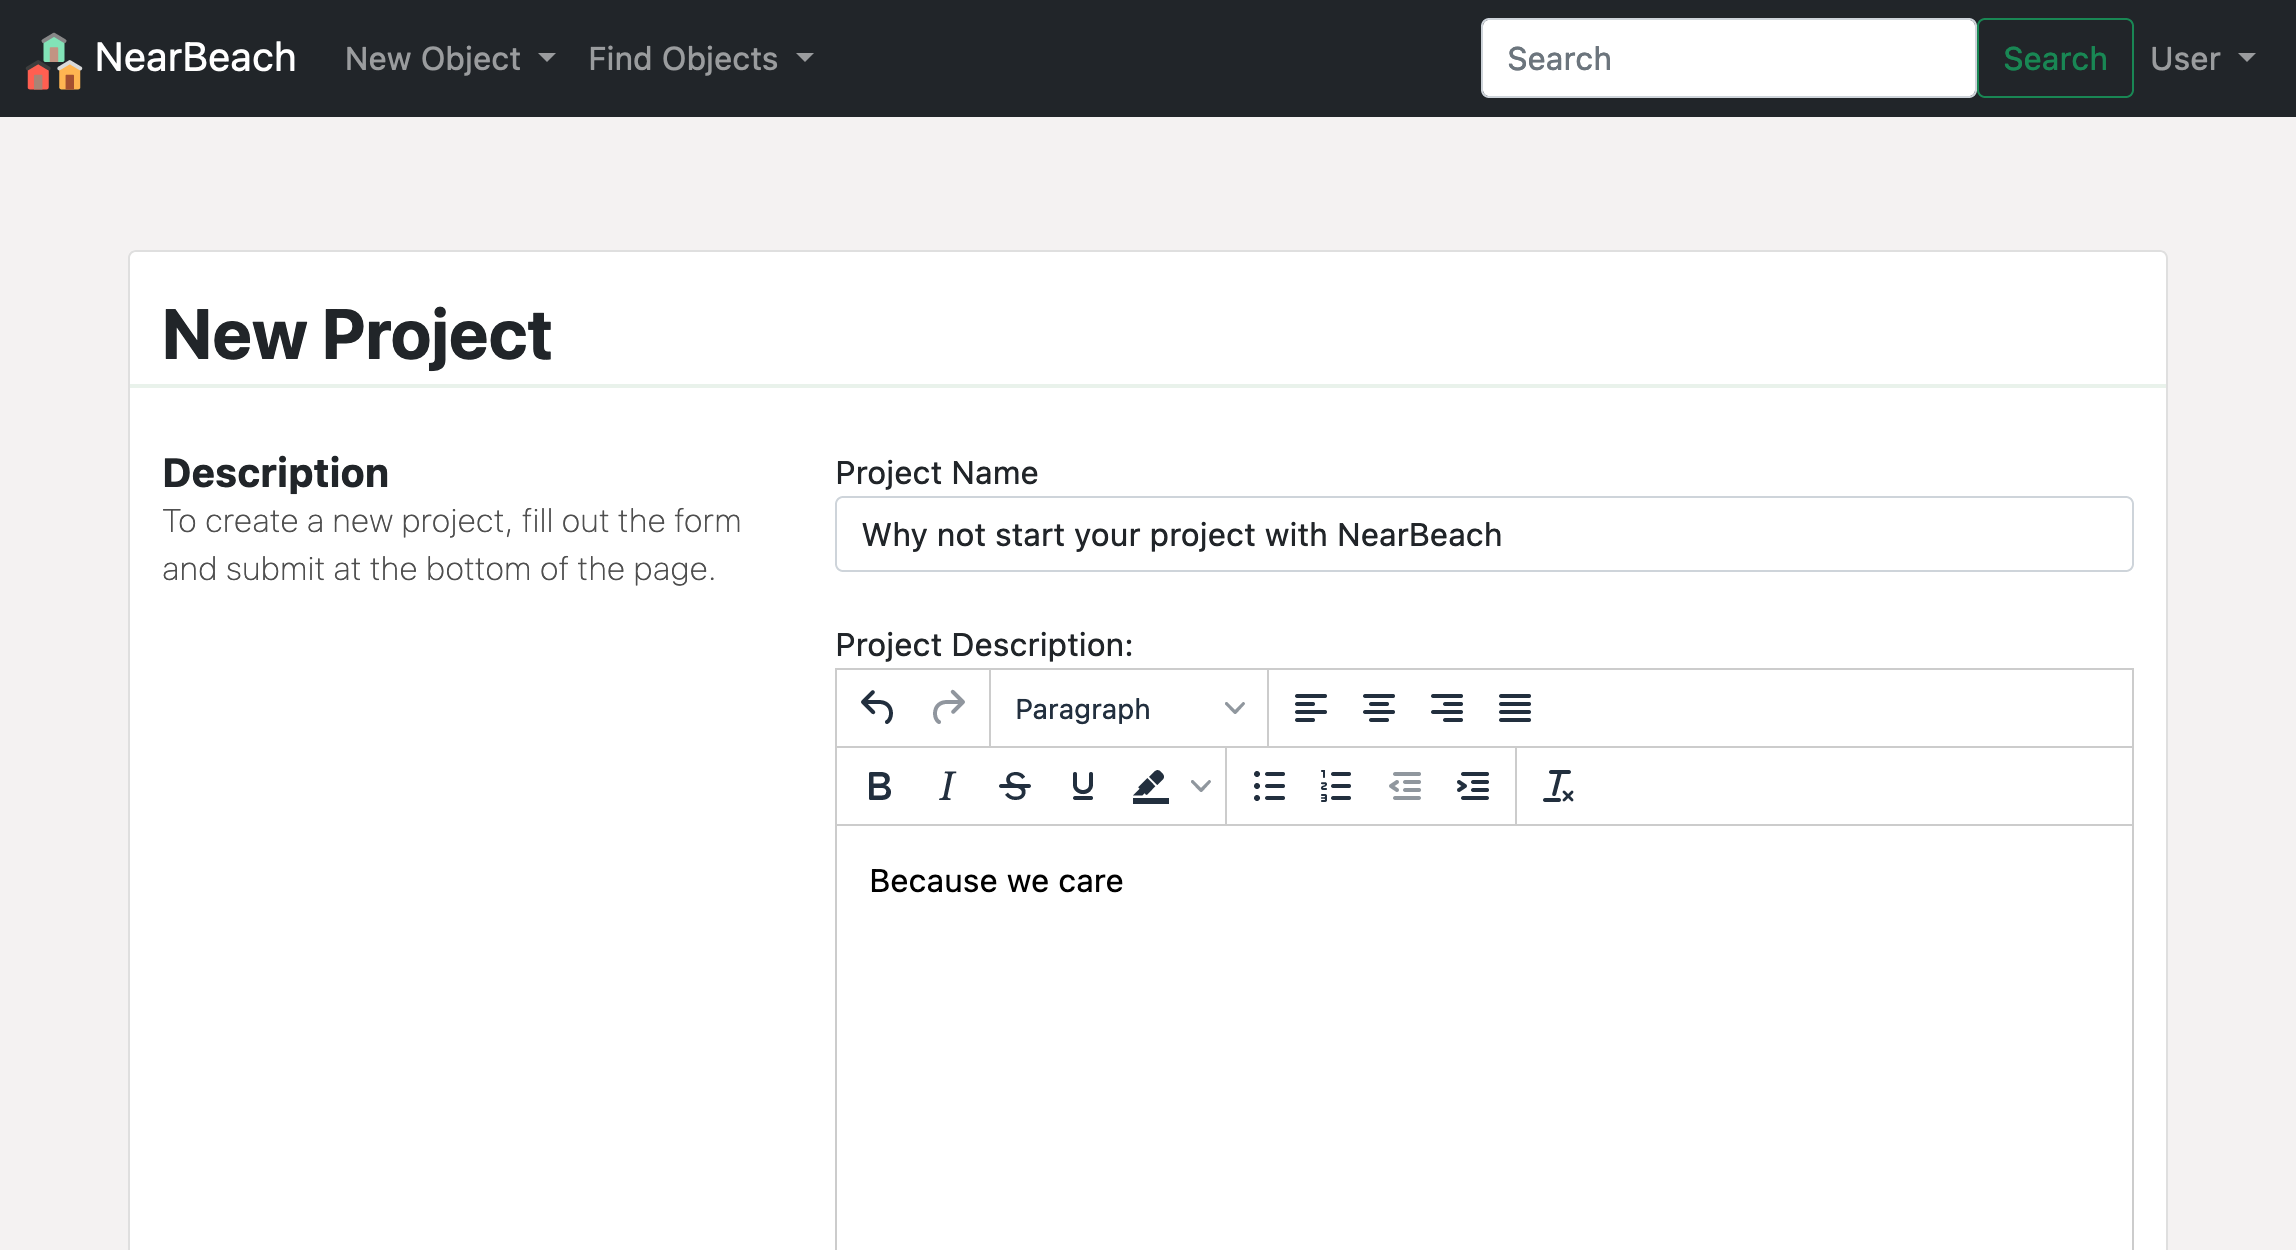 NearBeach New Object Find Objects Search Search User
New Project
Description
To create a new project, fill out the form
and submit at the bottom of the page.
Project Name
Why not start your project with NearBeach
Project Description:
Paragraph
Because we care